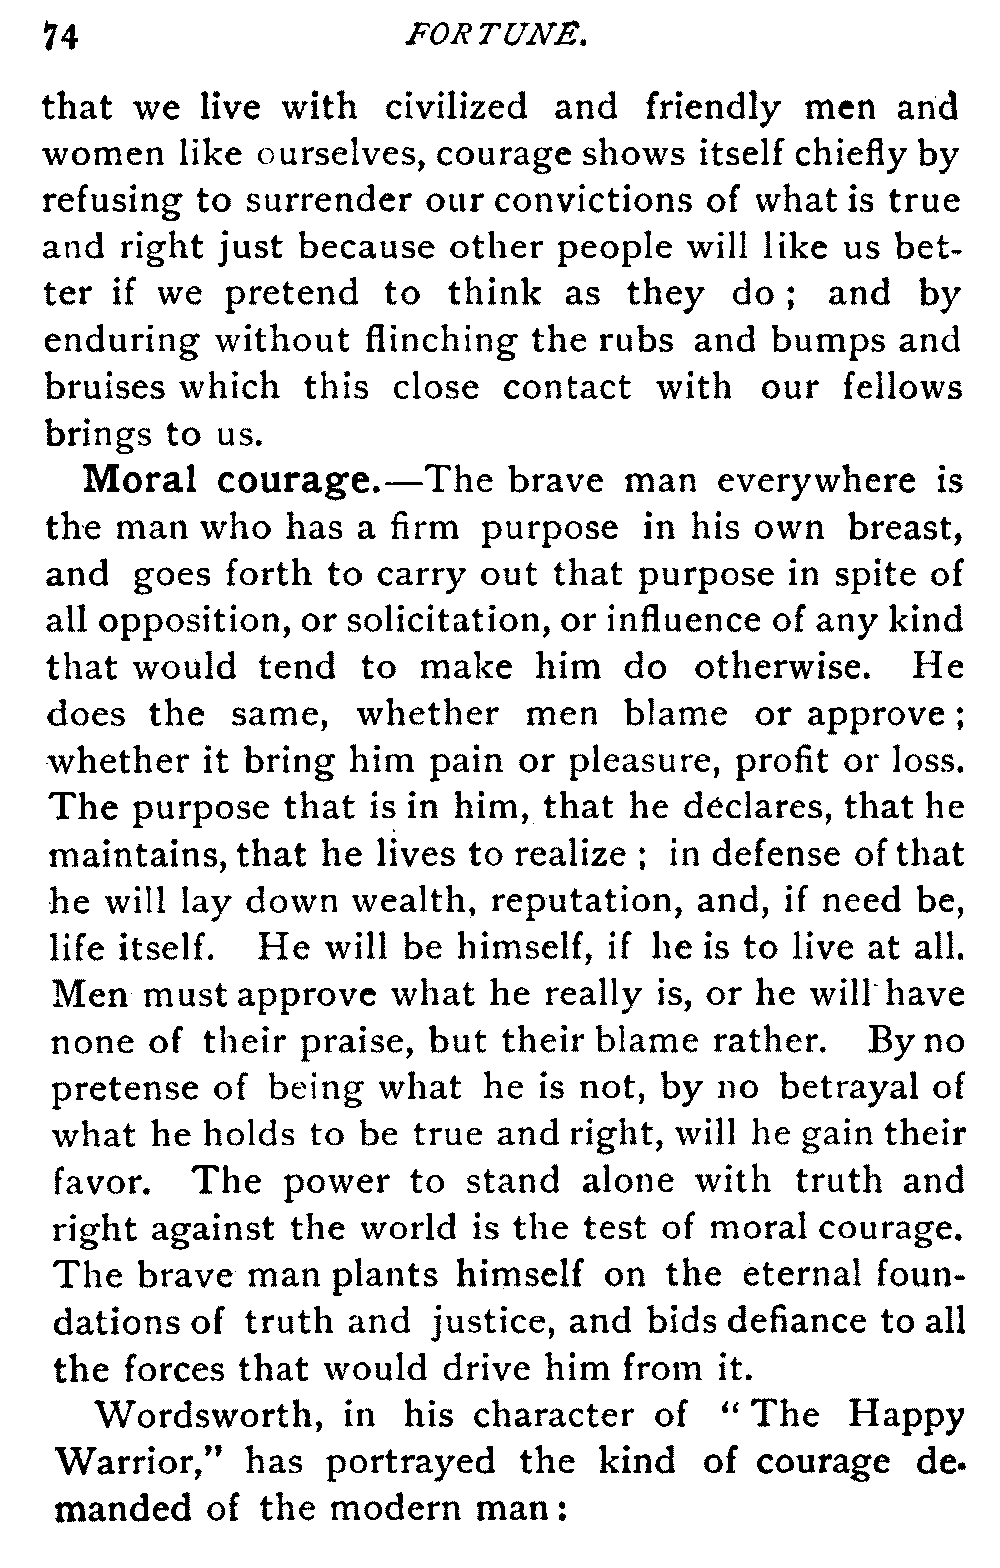 74 FORTUNE.
that we live with civilized and friendly men and
women like ourselves, courage shows itself chiefly by
refusing to surrender our convictions of what is true
and right just because other people will like us bet-
ter if we pretend to think as they do ; and by
enduring without flinching the rubs and bumps and
bruises which this close contact with our fellows
brings to us.
Moral courage.—The brave man everywhere is
the man who has a firm purpose in his own breast,
and goes forth to carry out that purpose in spite of
all opposition, or solicitation, or influence of any kind
that would tend to make him do otherwise. He
does the same, whether men blame or approve ;
whether it bring him pain or pleasure, profit or loss.
The purpose that is in him, that he declares, that he
maintains, that he lives to realize ; in defense of that
he will lay down wealth, reputation, and, if need be,
life itself. He will be himself, if he is to live at all.
Men must approve what he really is, or he will have
none of their praise, but their blame rather. By no
pretense of being what he is not, by no betrayal of
what he holds to be true and right, will he gain their
favor. The power to stand alone with truth and
right against the world is the test of moral courage.
The brave man plants himself on the eternal foun-
dations of truth and justice, and bids defiance to all
the forces that would drive him from it.
Wordsworth, in his character of “ The Happy
Warrior,” has portrayed the kind of courage de-
manded of the modern man :